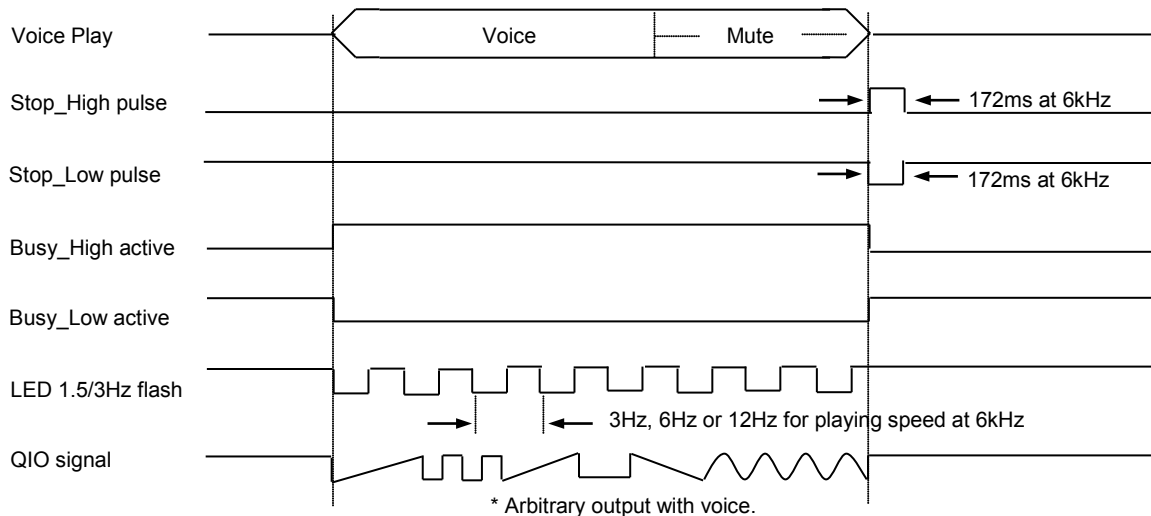 Voice Play
Voice
Mute
Stop_High pulse
172ms at 6kHz
Stop_Low pulse
172ms at 6kHz
Busy_High active
Busy_Low active
LED 1.5/3Hz flash
3Hz, 6Hz or 12Hz for playing speed at 6kHz
QIO signal
* Arbitrary output with voice.